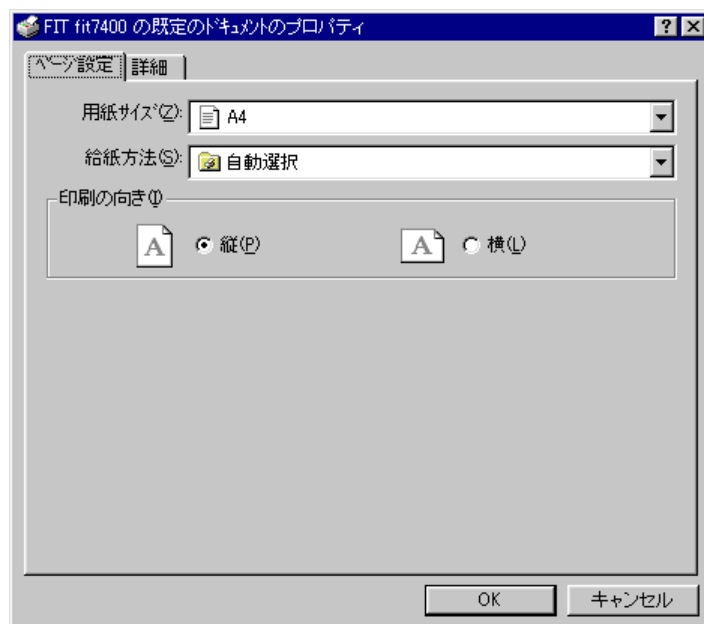 FIT fit7400 の既定のﾄﾞｷｭﾒﾝﾄのプロパティ
ﾍﾟｰｼﾞ設定 詳細
用紙ｻｲｽﾞ(Z): A4
給紙方法(S): 自動選択
印刷の向き(I)
A 縦(P) A 横(L)
OK キャンセル